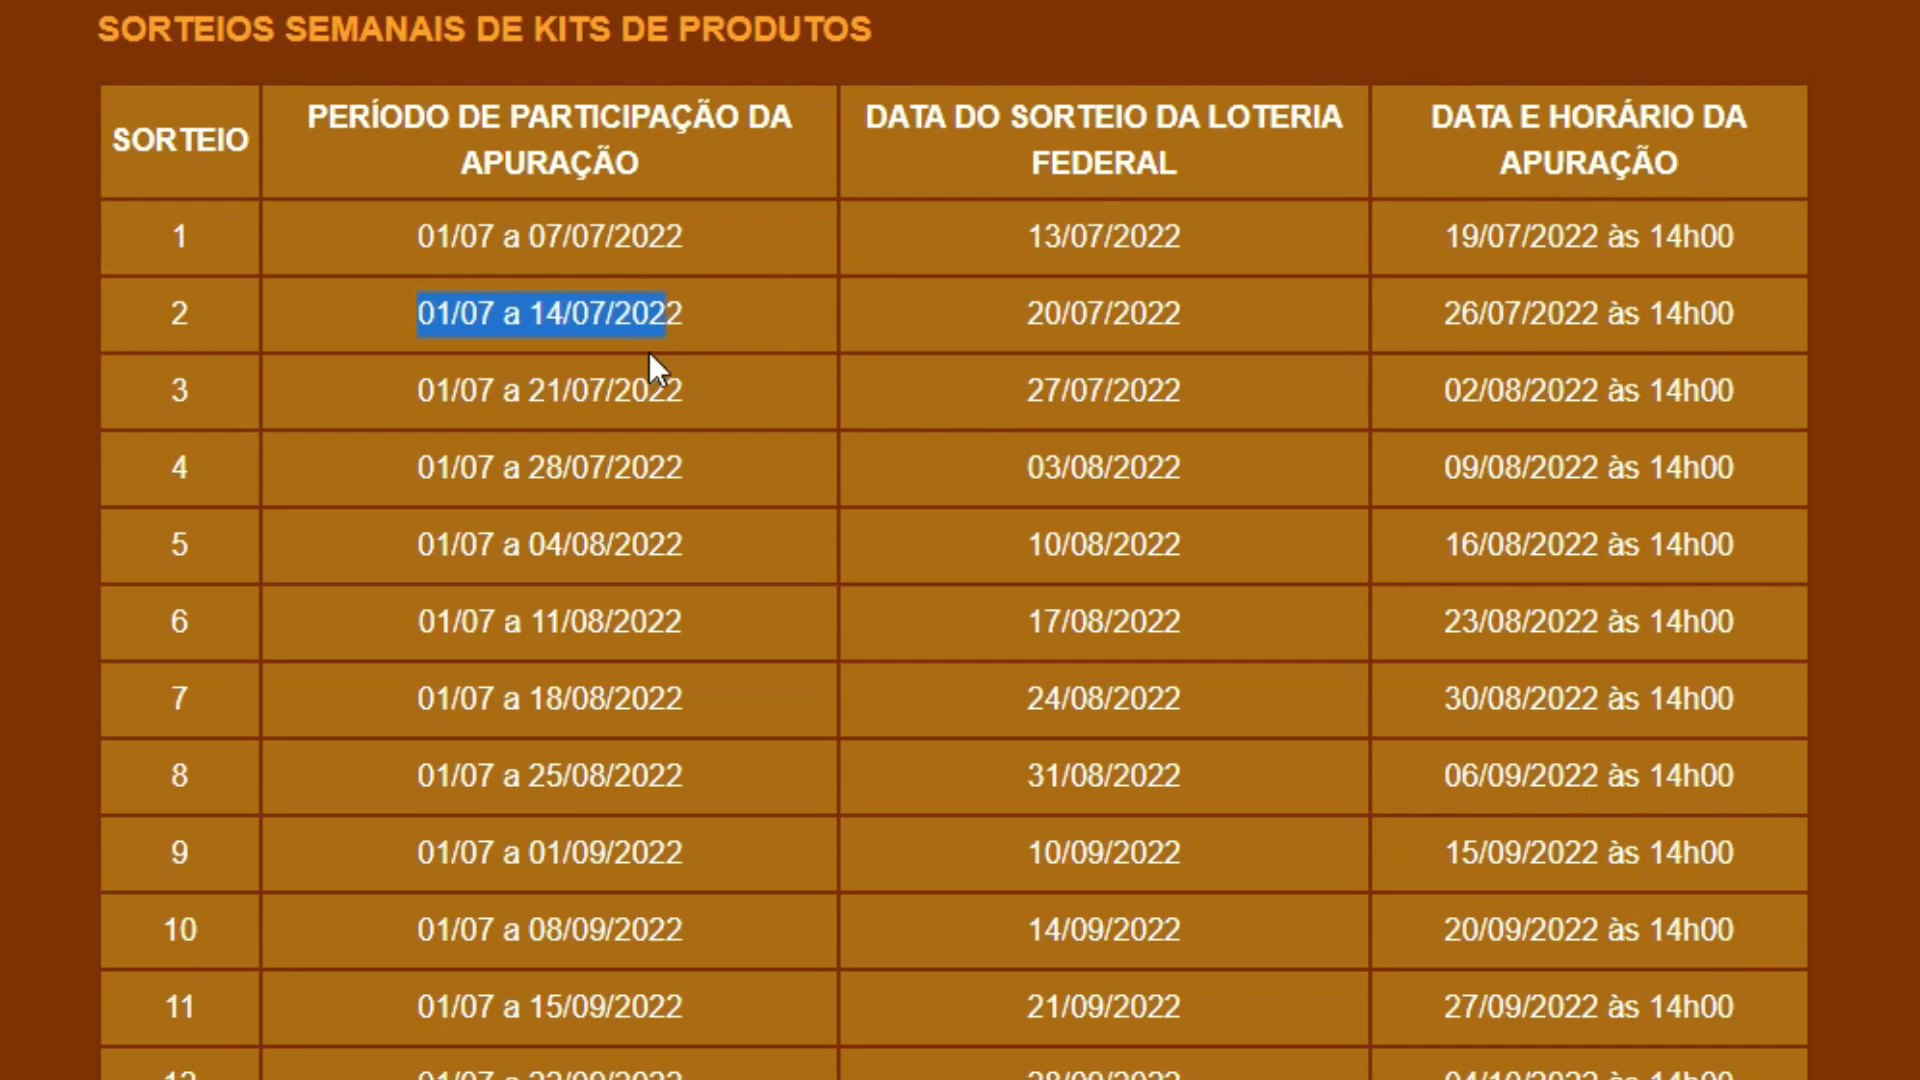 SORTEIOS SEMANAIS DE KITS DE PRODUTOS
SORTEIO
PERÍODO DE PARTICIPAÇÃO DA
APURAÇÃO
DATA DO SORTEIO DA LOTERIA
FEDERAL
DATA E HORÁRIO DA
APURAÇÃO
1 01/07 a 07/07/2022 13/07/2022 19/07/2022 às 14h00
2 01/07 a 14/07/2022 20/07/2022 26/07/2022 às 14h00
3 01/07 a 21/07/2022 27/07/2022 02/08/2022 às 14h00
4 01/07 a 28/07/2022 03/08/2022 09/08/2022 às 14h00
5 01/07 a 04/08/2022 10/08/2022 16/08/2022 às 14h00
6 01/07 a 11/08/2022 17/08/2022 23/08/2022 às 14h00
7 01/07 a 18/08/2022 24/08/2022 30/08/2022 às 14h00
8 01/07 a 25/08/2022 31/08/2022 06/09/2022 às 14h00
9 01/07 a 01/09/2022 10/09/2022 15/09/2022 às 14h00
10 01/07 a 08/09/2022 14/09/2022 20/09/2022 às 14h00
11 01/07 a 15/09/2022 21/09/2022 27/09/2022 às 14h00